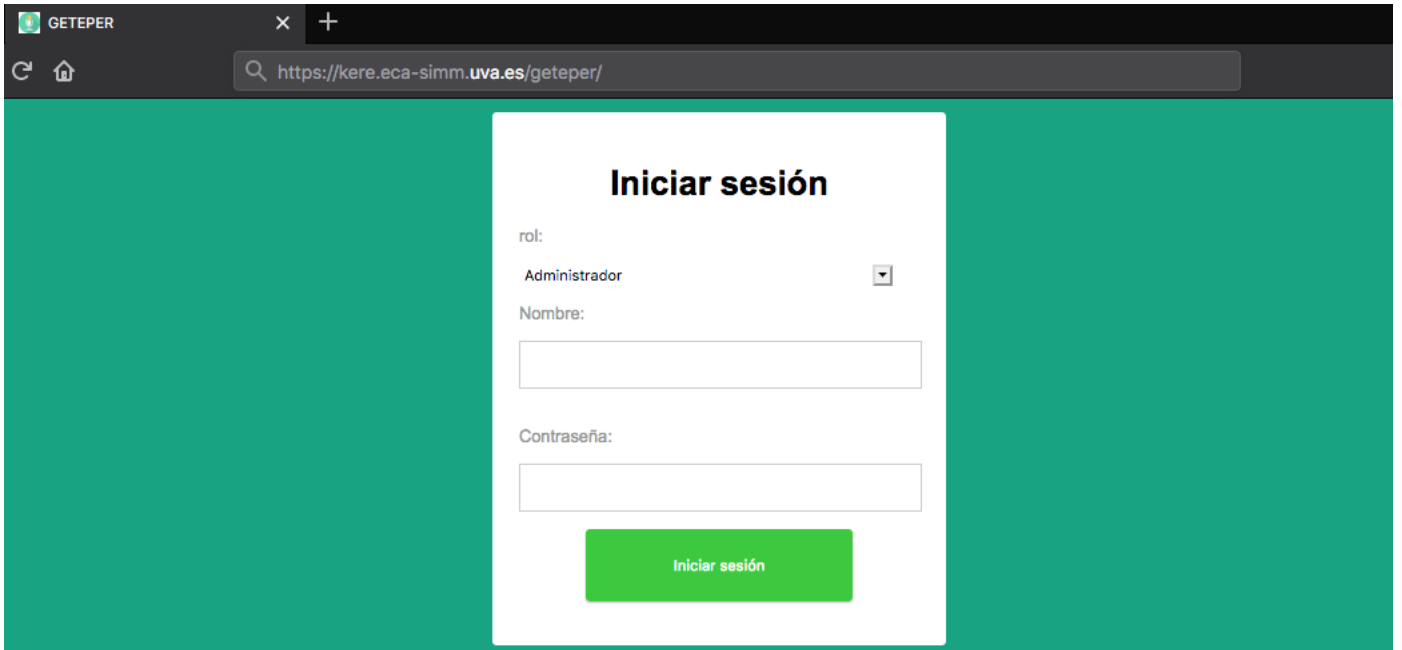 GETEPER
https://kere.eca-simm.uva.es/geteper/
Iniciar sesión
rol:
Administrador
Nombre:
Contraseña:
Iniciar sesión